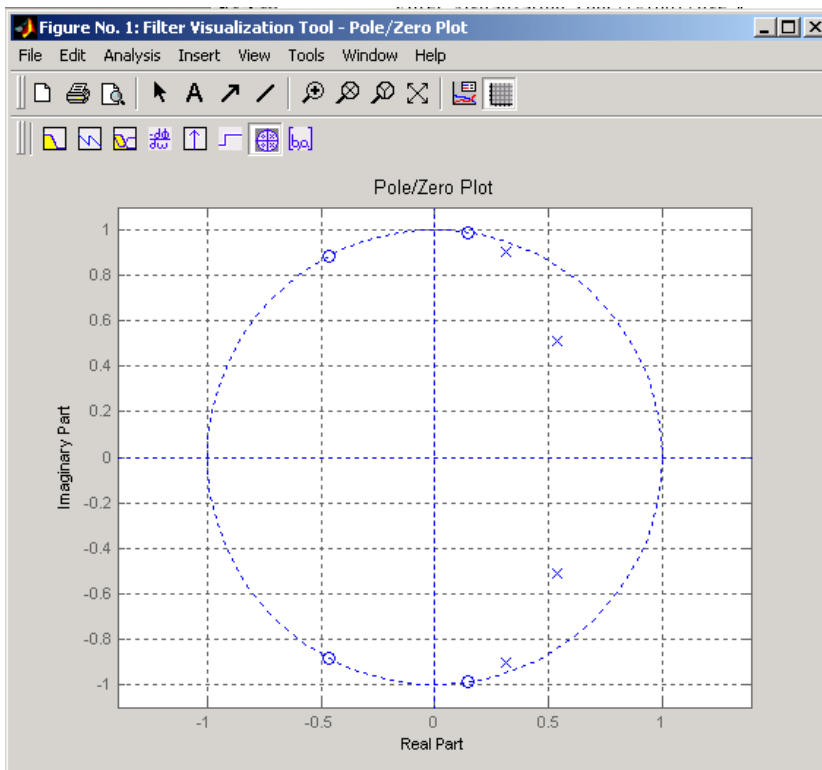 Figure No. 1: Filter Visualization Tool - Pole/Zero Plot
File Edit Analysis Insert View Tools Window Help
A
[b,a]
Pole/Zero Plot
1
0.8
0.6
0.4
0.2
0
-0.2
-0.4
-0.6
-0.8
-1
Imaginary Part
-1 -0.5 0 0.5 1
Real Part